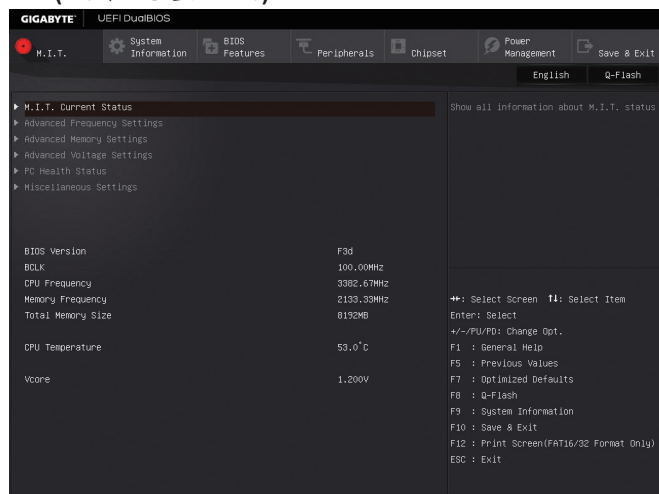 GIGABYTE™ UEFI DualBIOS
M.I.T.
System Information
BIOS Features
Peripherals
Chipset
Power Management
Save & Exit
English Q-Flash
M.I.T. Current Status
Advanced Frequency Settings
Advanced Memory Settings
Advanced Voltage Settings
PC Health Status
Miscellaneous Settings
Show all information about M.I.T. status
BIOS Version F3d
BCLK 100.00MHz
CPU Frequency 3382.67MHz
Memory Frequency 2133.33MHz
Total Memory Size 8192MB
CPU Temperature 53.0°C
Vcore 1.200V
→←: Select Screen ↑↓: Select Item
Enter: Select
+/-/PU/PD: Change Opt.
F1 : General Help
F5 : Previous Values
F7 : Optimized Defaults
F8 : Q-Flash
F9 : System Information
F10 : Save & Exit
F12 : Print Screen(FAT16/32 Format Only)
ESC : Exit